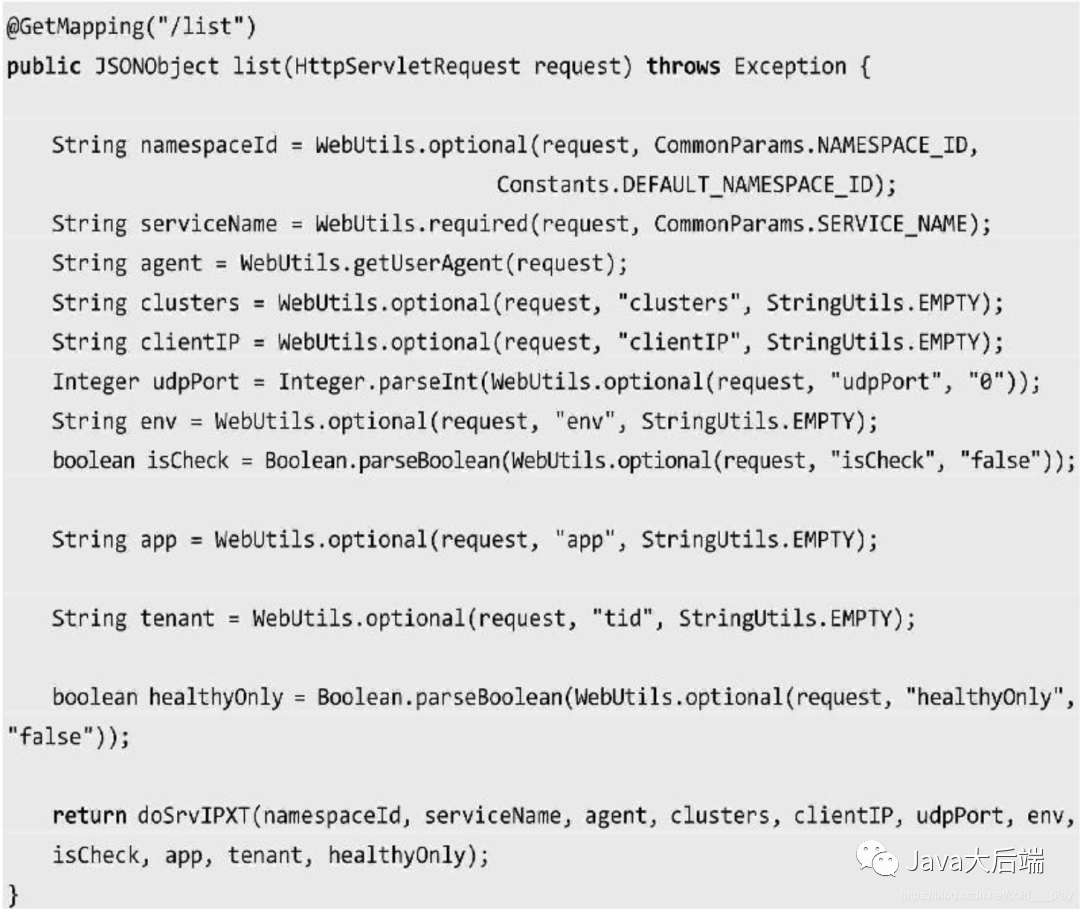 @GetMapping("/list")
public JSONObject list(HttpServletRequest request) throws Exception {
String namespaceId = WebUtils.optional(request, CommonParams.NAMESPACE_ID,
Constants.DEFAULT_NAMESPACE_ID);
String serviceName = WebUtils.required(request, CommonParams.SERVICE_NAME);
String agent = WebUtils.getUserAgent(request);
String clusters = WebUtils.optional(request, "clusters", StringUtils.EMPTY);
String clientIP = WebUtils.optional(request, "clientIP", StringUtils.EMPTY);
Integer udpPort = Integer.parseInt(WebUtils.optional(request, "udpPort", "0"));
String env = WebUtils.optional(request, "env", StringUtils.EMPTY);
boolean isCheck = Boolean.parseBoolean(WebUtils.optional(request, "isCheck", "false"));
String app = WebUtils.optional(request, "app", StringUtils.EMPTY);
String tenant = WebUtils.optional(request, "tid", StringUtils.EMPTY);
boolean healthyOnly = Boolean.parseBoolean(WebUtils.optional(request, "healthyOnly",
"false"));
return doSrvIPXT(namespaceId, serviceName, agent, clusters, clientIP, udpPort, env,
isCheck, app, tenant, healthyOnly);
Java大后端
}